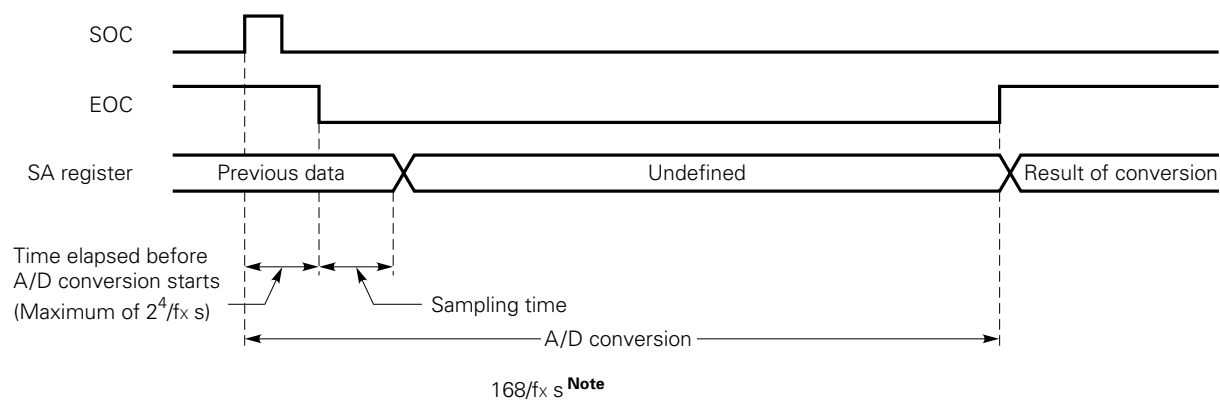 SOC
EOC
SA register
Previous data
Undefined
Result of conversion
Time elapsed before
A/D conversion starts
(Maximum of 2⁴/fx s)
Sampling time
A/D conversion
168/fx s Note